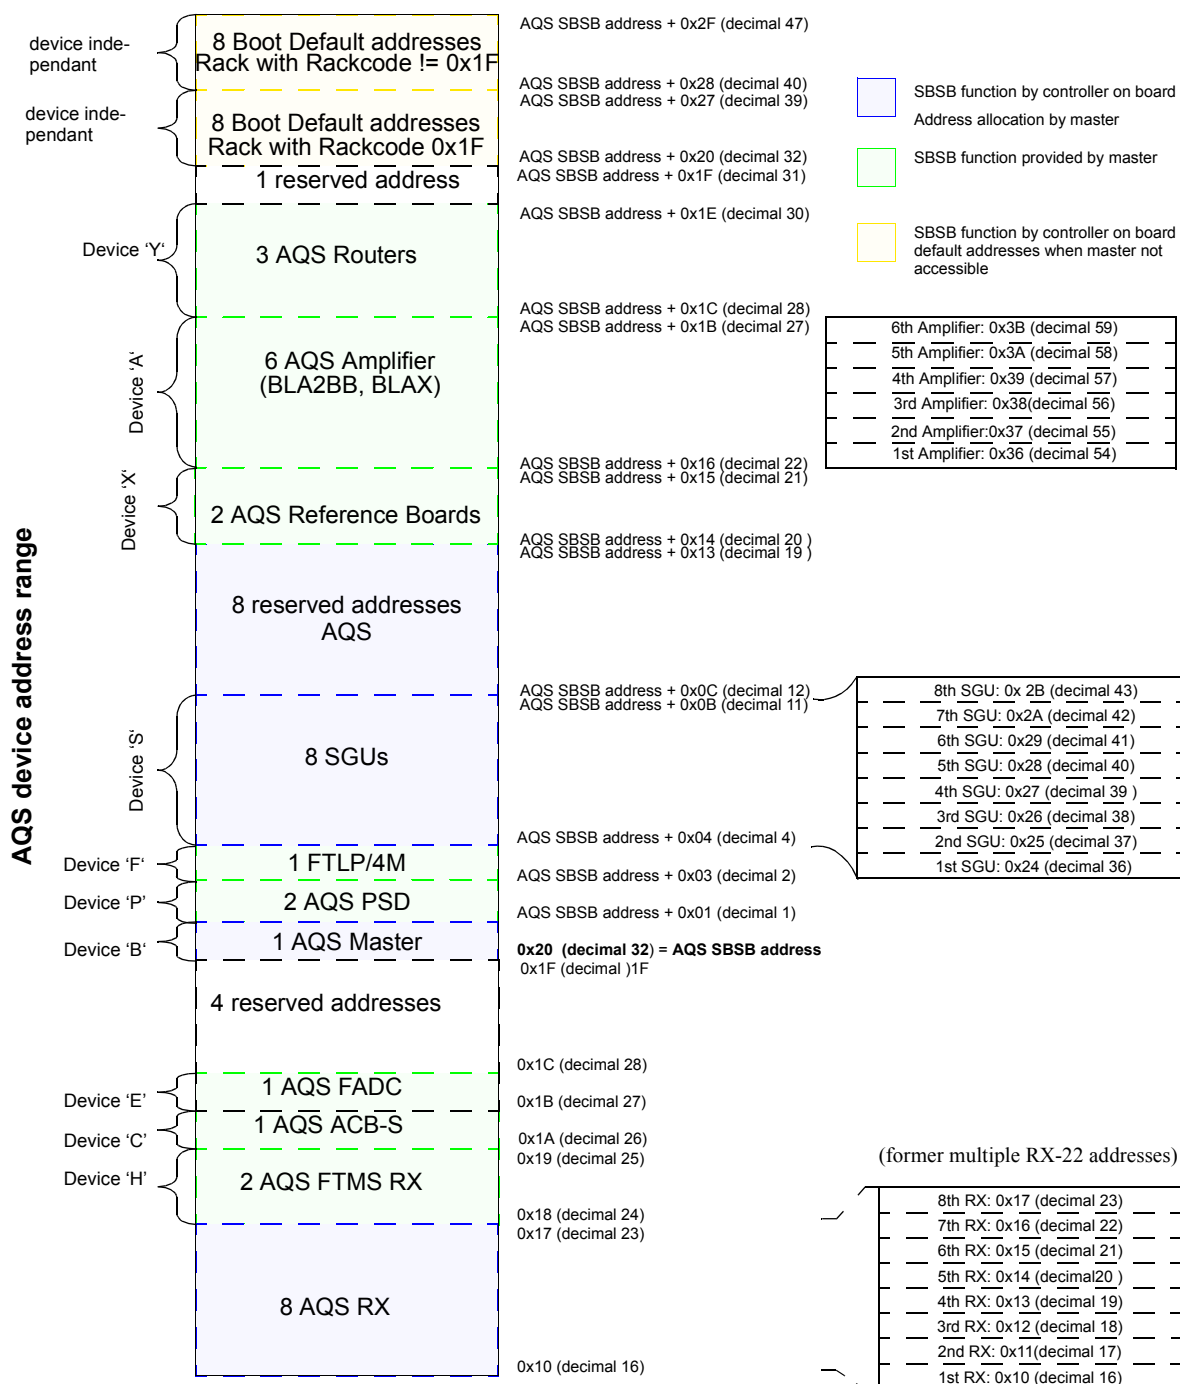 AQS device address range
device inde-
pendant
8 Boot Default addresses
Rack with Rackcode != 0x1F
AQS SBSB address + 0x2F (decimal 47)
AQS SBSB address + 0x28 (decimal 40)
device inde-
pendant
8 Boot Default addresses
Rack with Rackcode 0x1F
AQS SBSB address + 0x27 (decimal 39)
AQS SBSB address + 0x20 (decimal 32)
1 reserved address
AQS SBSB address + 0x1F (decimal 31)
Device ‘Y‘
3 AQS Routers
AQS SBSB address + 0x1E (decimal 30)
AQS SBSB address + 0x1C (decimal 28)
Device ‘A’
6 AQS Amplifier
(BLA2BB, BLAX)
AQS SBSB address + 0x1B (decimal 27)
AQS SBSB address + 0x16 (decimal 22)
Device ‘X’
2 AQS Reference Boards
AQS SBSB address + 0x15 (decimal 21)
AQS SBSB address + 0x14 (decimal 20 )
8 reserved addresses
AQS
AQS SBSB address + 0x13 (decimal 19 )
AQS SBSB address + 0x0C (decimal 12)
Device ‘S’
8 SGUs
AQS SBSB address + 0x0B (decimal 11)
AQS SBSB address + 0x04 (decimal 4)
Device ‘F‘
1 FTLP/4M
AQS SBSB address + 0x03 (decimal 2)
Device ‘P’
2 AQS PSD
AQS SBSB address + 0x01 (decimal 1)
Device ‘B‘
1 AQS Master
0x20 (decimal 32) = AQS SBSB address
0x1F (decimal )1F
4 reserved addresses
0x1C (decimal 28)
Device ‘E’
1 AQS FADC
0x1B (decimal 27)
Device ‘C’
1 AQS ACB-S
0x1A (decimal 26)
0x19 (decimal 25)
Device ‘H’
2 AQS FTMS RX
0x18 (decimal 24)
0x17 (decimal 23)
8 AQS RX
0x10 (decimal 16)
SBSB function by controller on board
Address allocation by master
SBSB function provided by master
SBSB function by controller on board
default addresses when master not
accessible
6th Amplifier: 0x3B (decimal 59)
5th Amplifier: 0x3A (decimal 58)
4th Amplifier: 0x39 (decimal 57)
3rd Amplifier: 0x38(decimal 56)
2nd Amplifier:0x37 (decimal 55)
1st Amplifier: 0x36 (decimal 54)
8th SGU: 0x 2B (decimal 43)
7th SGU: 0x2A (decimal 42)
6th SGU: 0x29 (decimal 41)
5th SGU: 0x28 (decimal 40)
4th SGU: 0x27 (decimal 39 )
3rd SGU: 0x26 (decimal 38)
2nd SGU: 0x25 (decimal 37)
1st SGU: 0x24 (decimal 36)
(former multiple RX-22 addresses)
8th RX: 0x17 (decimal 23)
7th RX: 0x16 (decimal 22)
6th RX: 0x15 (decimal 21)
5th RX: 0x14 (decimal20 )
4th RX: 0x13 (decimal 19)
3rd RX: 0x12 (decimal 18)
2nd RX: 0x11(decimal 17)
1st RX: 0x10 (decimal 16)